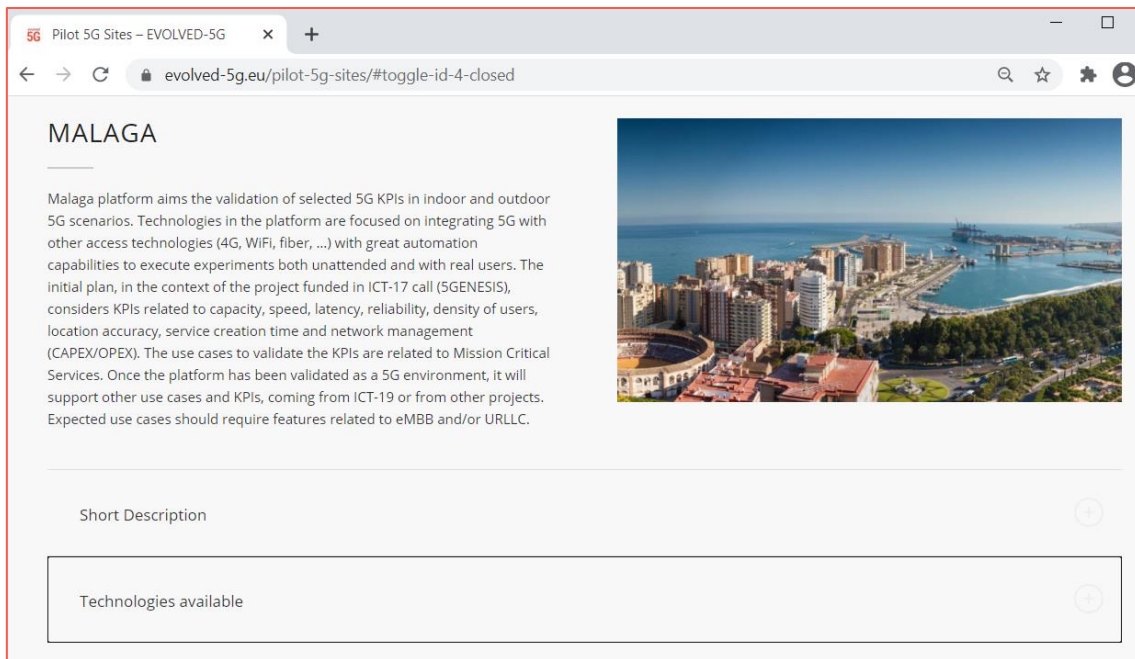 5G Pilot 5G Sites – EVOLVED-5G
evolved-5g.eu/pilot-5g-sites/#toggle-id-4-closed
MALAGA
Malaga platform aims the validation of selected 5G KPIs in indoor and outdoor
5G scenarios. Technologies in the platform are focused on integrating 5G with
other access technologies (4G, WiFi, fiber, ...) with great automation
capabilities to execute experiments both unattended and with real users. The
initial plan, in the context of the project funded in ICT-17 call (5GENESIS),
considers KPIs related to capacity, speed, latency, reliability, density of users,
location accuracy, service creation time and network management
(CAPEX/OPEX). The use cases to validate the KPIs are related to Mission Critical
Services. Once the platform has been validated as a 5G environment, it will
support other use cases and KPIs, coming from ICT-19 or from other projects.
Expected use cases should require features related to eMBB and/or URLLC.
Short Description
Technologies available